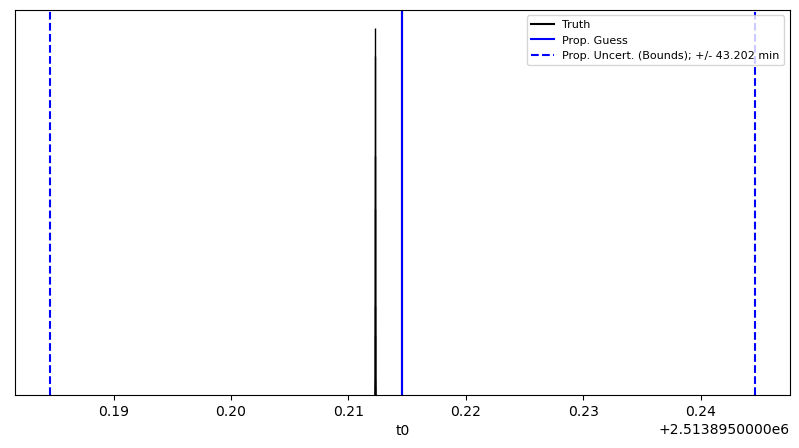 Truth
Prop. Guess
Prop. Uncert. (Bounds); +/- 43.202 min
0.19 0.20 0.21 0.22 0.23 0.24
t0 +2.5138950000e6